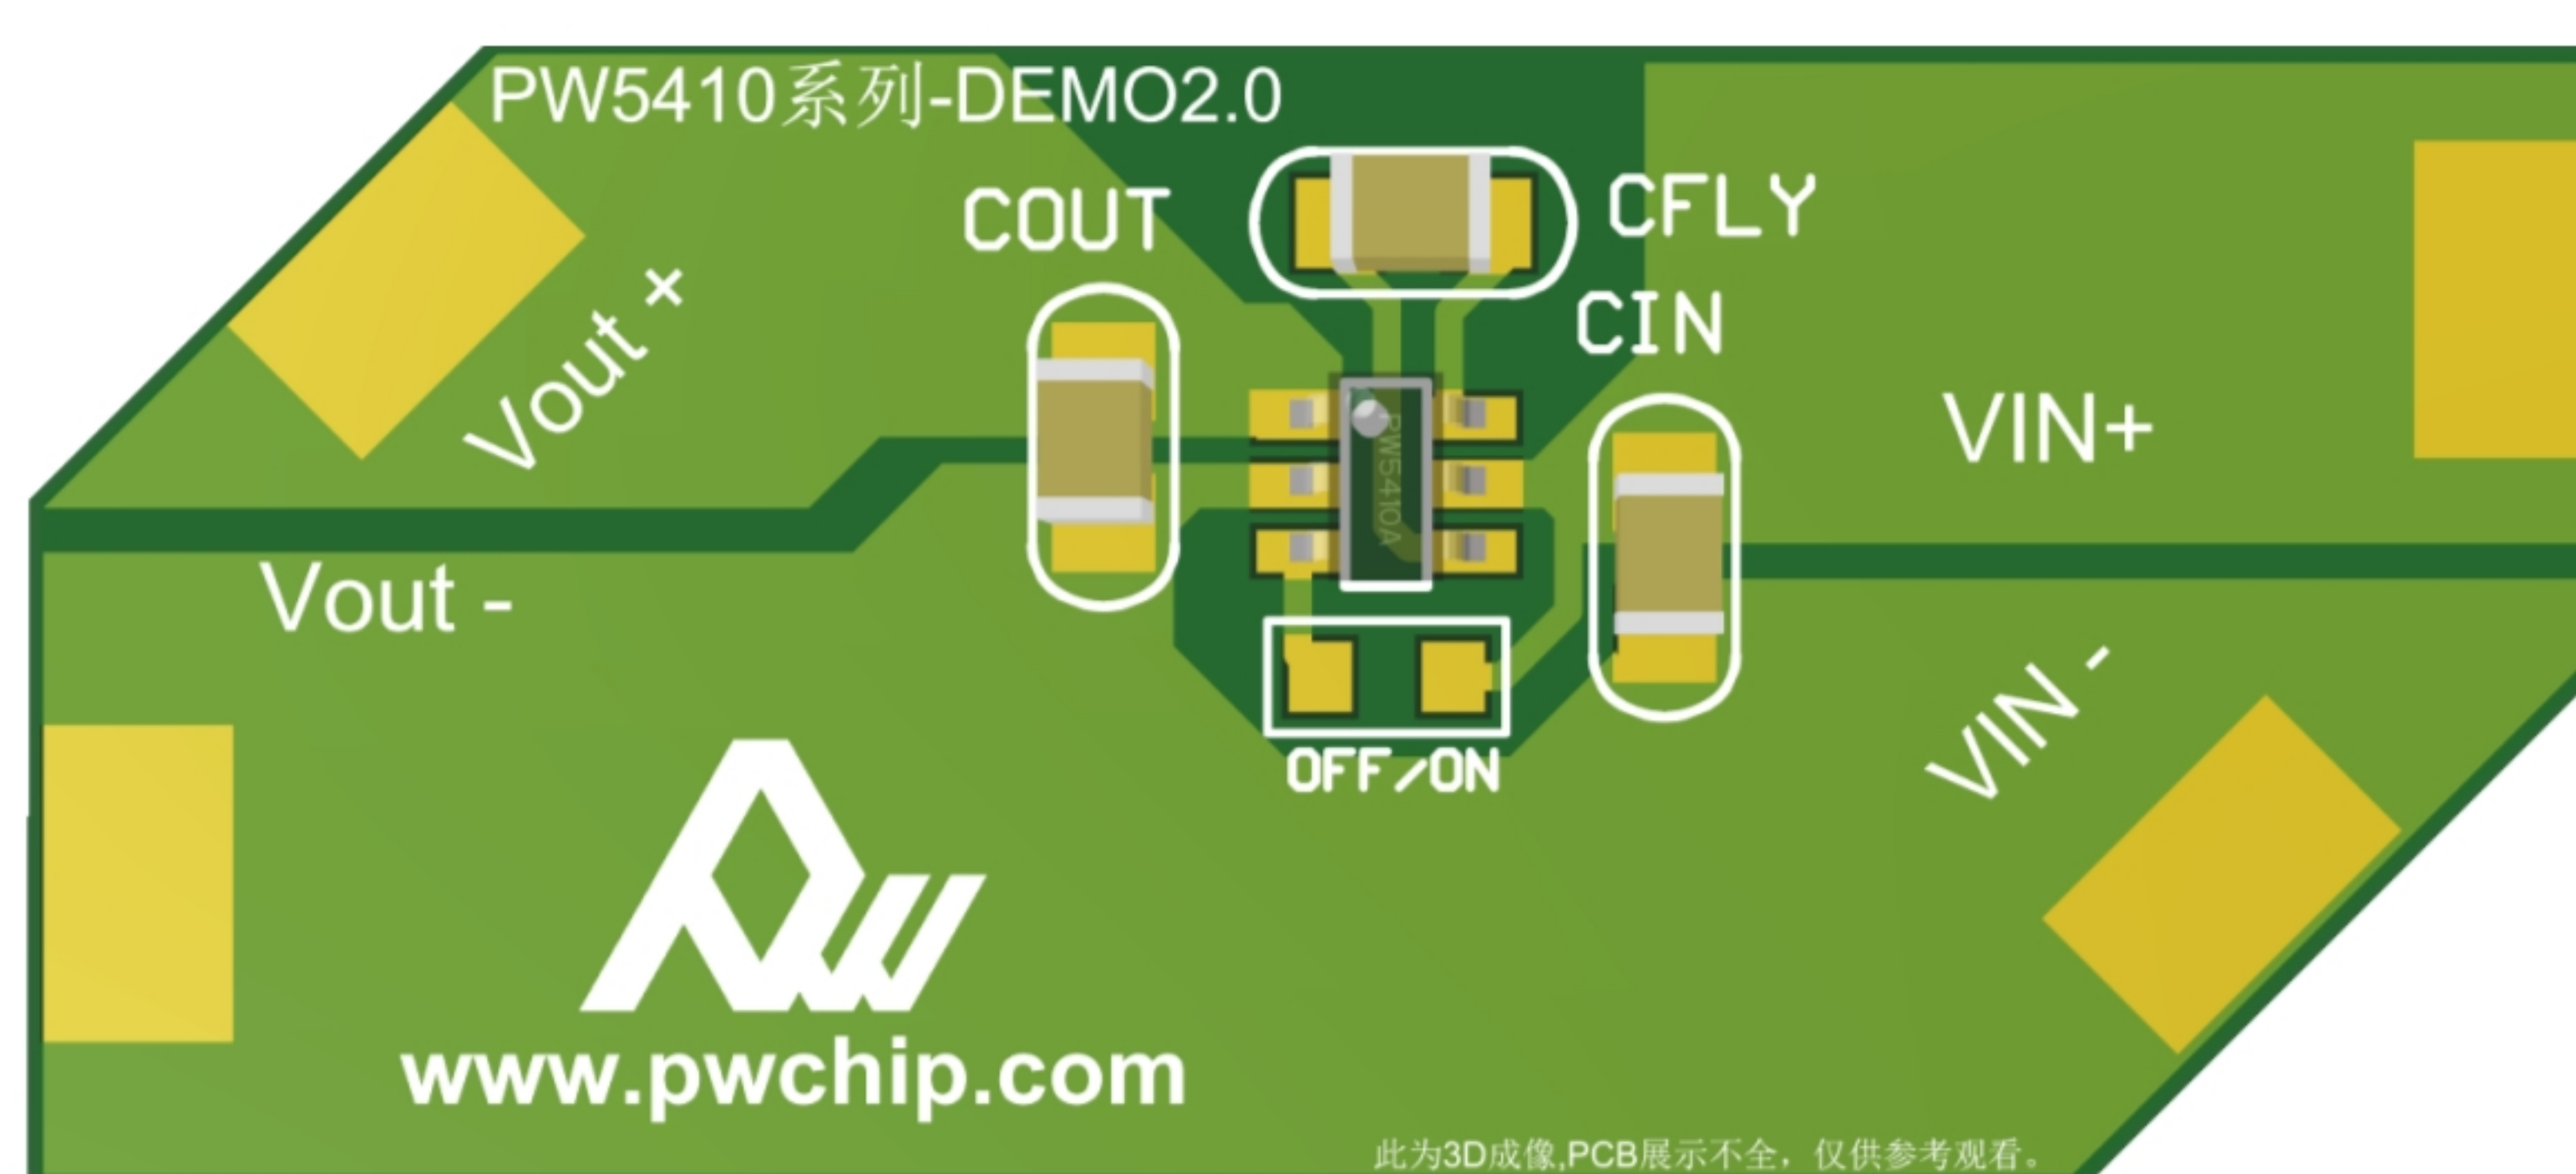 PW5410系列-DEMO2.0
COUT
CFLY
CIN
Vout +
VIN+
PW5410A
Vout -
VIN -
OFF/ON
www.pwchip.com
此为3D成像,PCB展示不全，仅供参考观看。